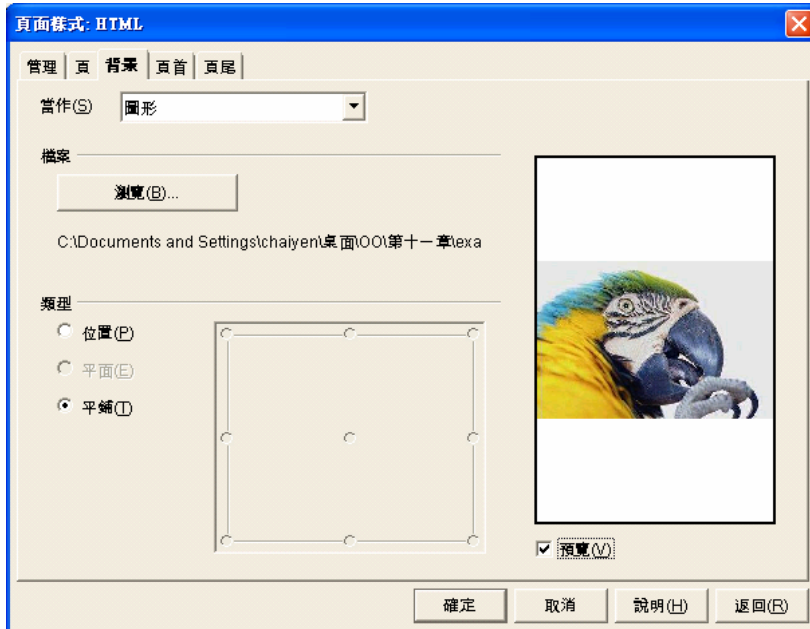 頁面樣式: HTML
管理 頁 背景 頁首 頁尾
當作(S) 圖形
檔案
瀏覽(B)...
C:\Documents and Settings\chaiyen\桌面\OO\第十一章\exa
類型
位置(P)
平面(E)
平鋪(T)
預覽(V)
確定 取消 說明(H) 返回(R)